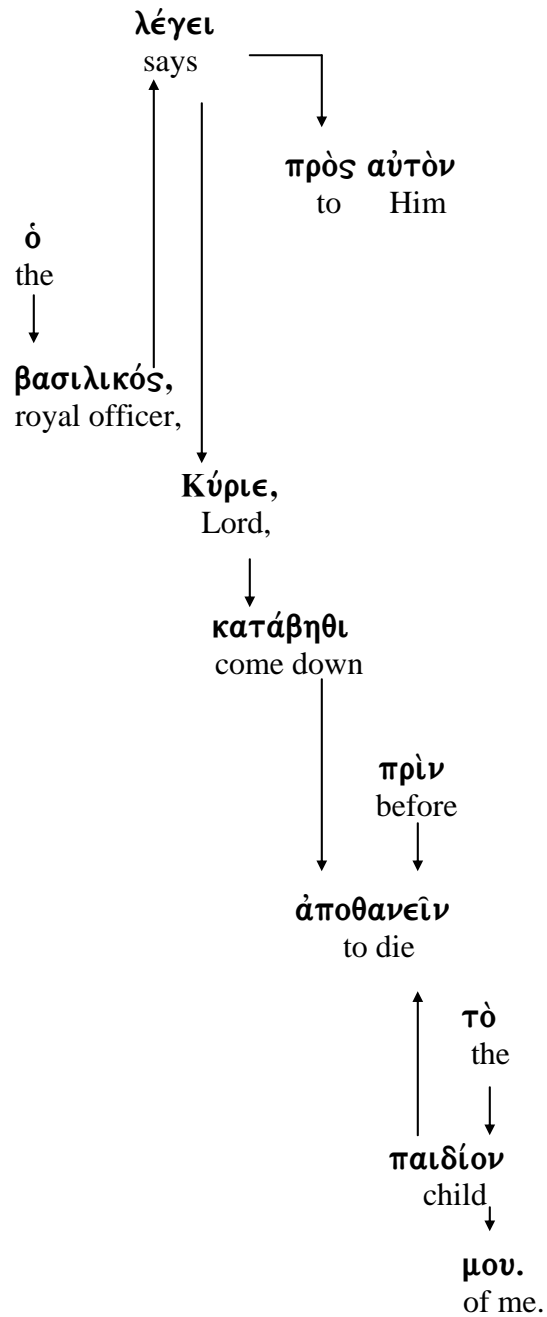 λέγει
says
πρὸς αὐτὸν
to Him
ὁ
the
βασιλικός,
royal officer,
Κύριε,
Lord,
κατάβηθι
come down
πρὶν
before
ἀποθανεῖν
to die
τὸ
the
παιδίον
child
μου.
of me.